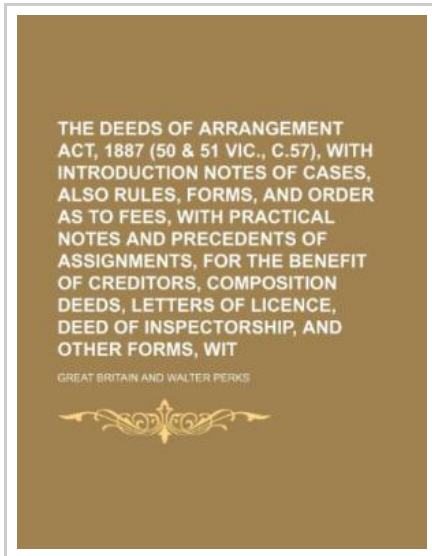 THE DEEDS OF ARRANGEMENT
ACT, 1887 (50 & 51 VIC., C.57), WITH
INTRODUCTION NOTES OF CASES,
ALSO RULES, FORMS, AND ORDER
AS TO FEES, WITH PRACTICAL
NOTES AND PRECEDENTS OF
ASSIGNMENTS, FOR THE BENEFIT
OF CREDITORS, COMPOSITION
DEEDS, LETTERS OF LICENCE,
DEED OF INSPECTORSHIP, AND
OTHER FORMS, WIT
GREAT BRITAIN AND WALTER PERKS